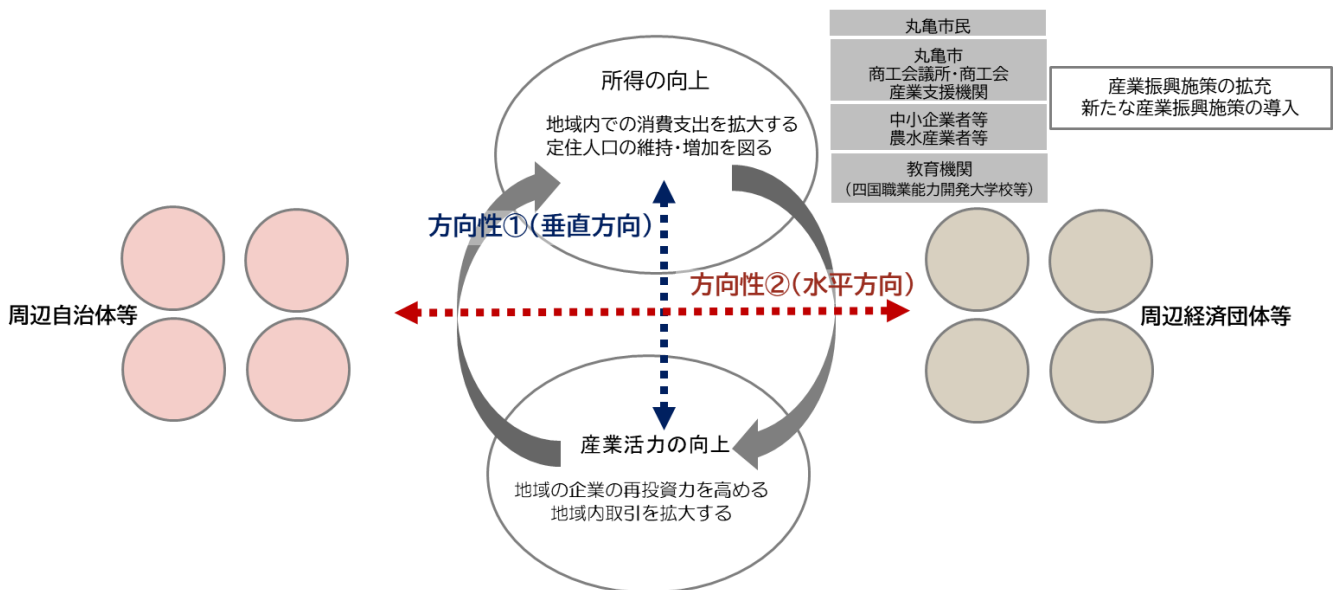 丸亀市民
丸亀市
商工会議所・商工会
産業支援機関
中小企業者等
農水産業者等
教育機関
（四国職業能力開発大学校等）
産業振興施策の拡充
新たな産業振興施策の導入
所得の向上
地域内での消費支出を拡大する
定住人口の維持・増加を図る
方向性①（垂直方向）
方向性②（水平方向）
周辺自治体等
周辺経済団体等
産業活力の向上
地域の企業の再投資力を高める
地域内取引を拡大する